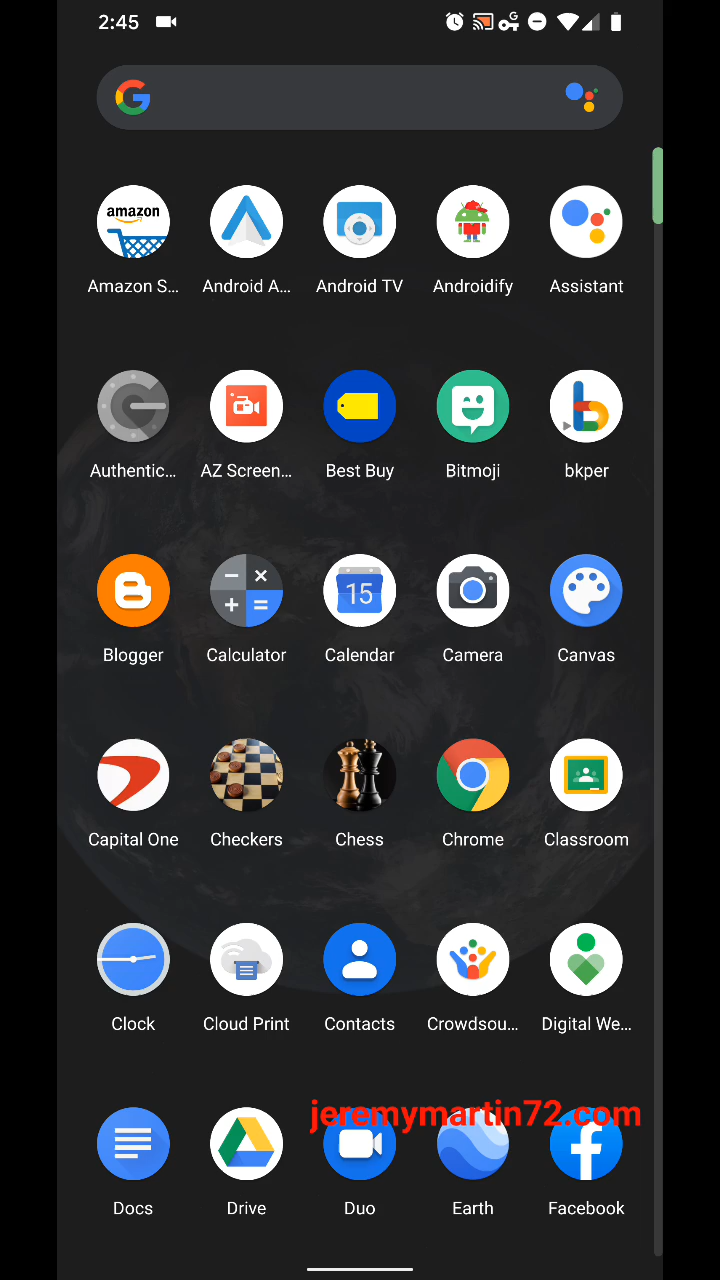 2:45
G
amazon
Amazon S...
Android A...
Android TV
Androidify
Assistant
Authentic...
AZ Screen...
Best Buy
Bitmoji
bkper
Blogger
Calculator
15
Calendar
Camera
Canvas
Capital One
Checkers
Chess
Chrome
Classroom
Clock
Cloud Print
Contacts
Crowdsou...
Digital We...
jeremymartin72.com
Docs
Drive
Duo
Earth
Facebook